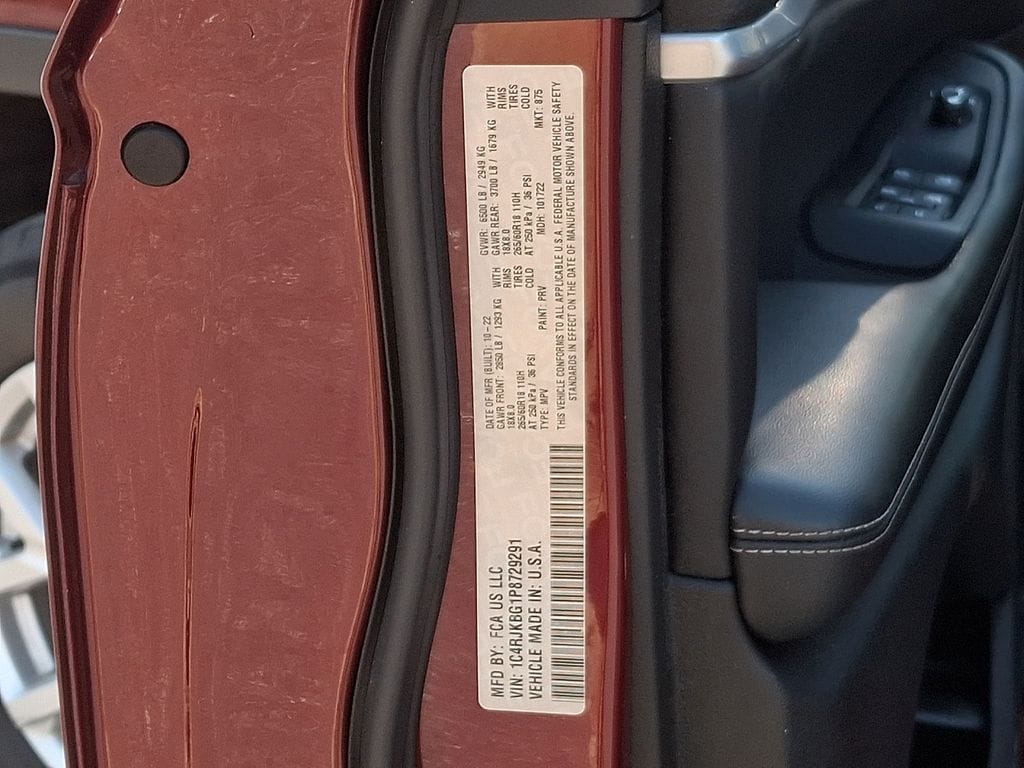 MFD BY: FCA US LLC
VIN: 1C4RJKBG1P8729291
VEHICLE MADE IN: U.S.A.
DATE OF MFR (BUILT): 10-22 GVWR: 6500 LB / 2949 KG
GAWR FRONT: 2850 LB / 1293 KG WITH GAWR REAR: 3700 LB / 1679 KG WITH
18X8.0 RIMS 18X8.0 RIMS
265/60R18 110H TIRES 265/60R18 110H TIRES
AT 250 kPa / 36 PSI COLD AT 250 kPa / 36 PSI COLD
TYPE: MPV PAINT: PRV MDH: 101722 MKT: 875
THIS VEHICLE CONFORMS TO ALL APPLICABLE U.S.A. FEDERAL MOTOR VEHICLE SAFETY
STANDARDS IN EFFECT ON THE DATE OF MANUFACTURE SHOWN ABOVE.